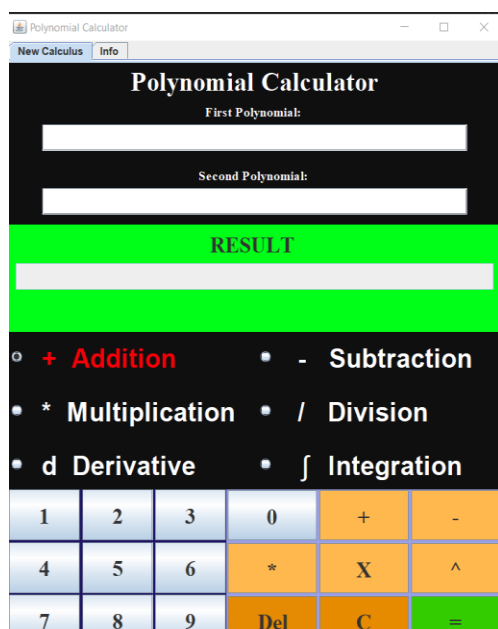 Polynomial Calculator
New Calculus Info
Polynomial Calculator
First Polynomial:
Second Polynomial:
RESULT
+ Addition - Subtraction
* Multiplication / Division
d Derivative ∫ Integration
1 2 3 0 + -
4 5 6 * X ^
7 8 9 Del C =